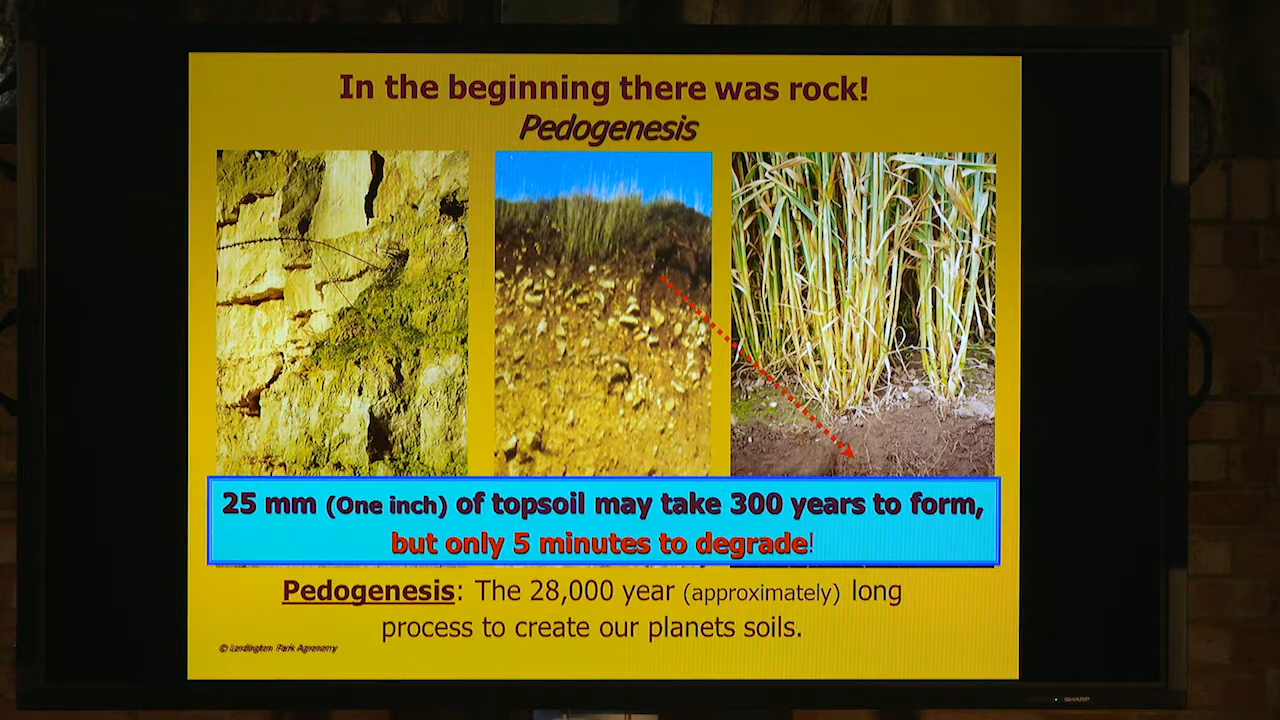 In the beginning there was rock!
Pedogenesis
25 mm (One inch) of topsoil may take 300 years to form,
but only 5 minutes to degrade!
Pedogenesis: The 28,000 year (approximately) long
process to create our planets soils.
© Lordington Park Agronomy
SHARP